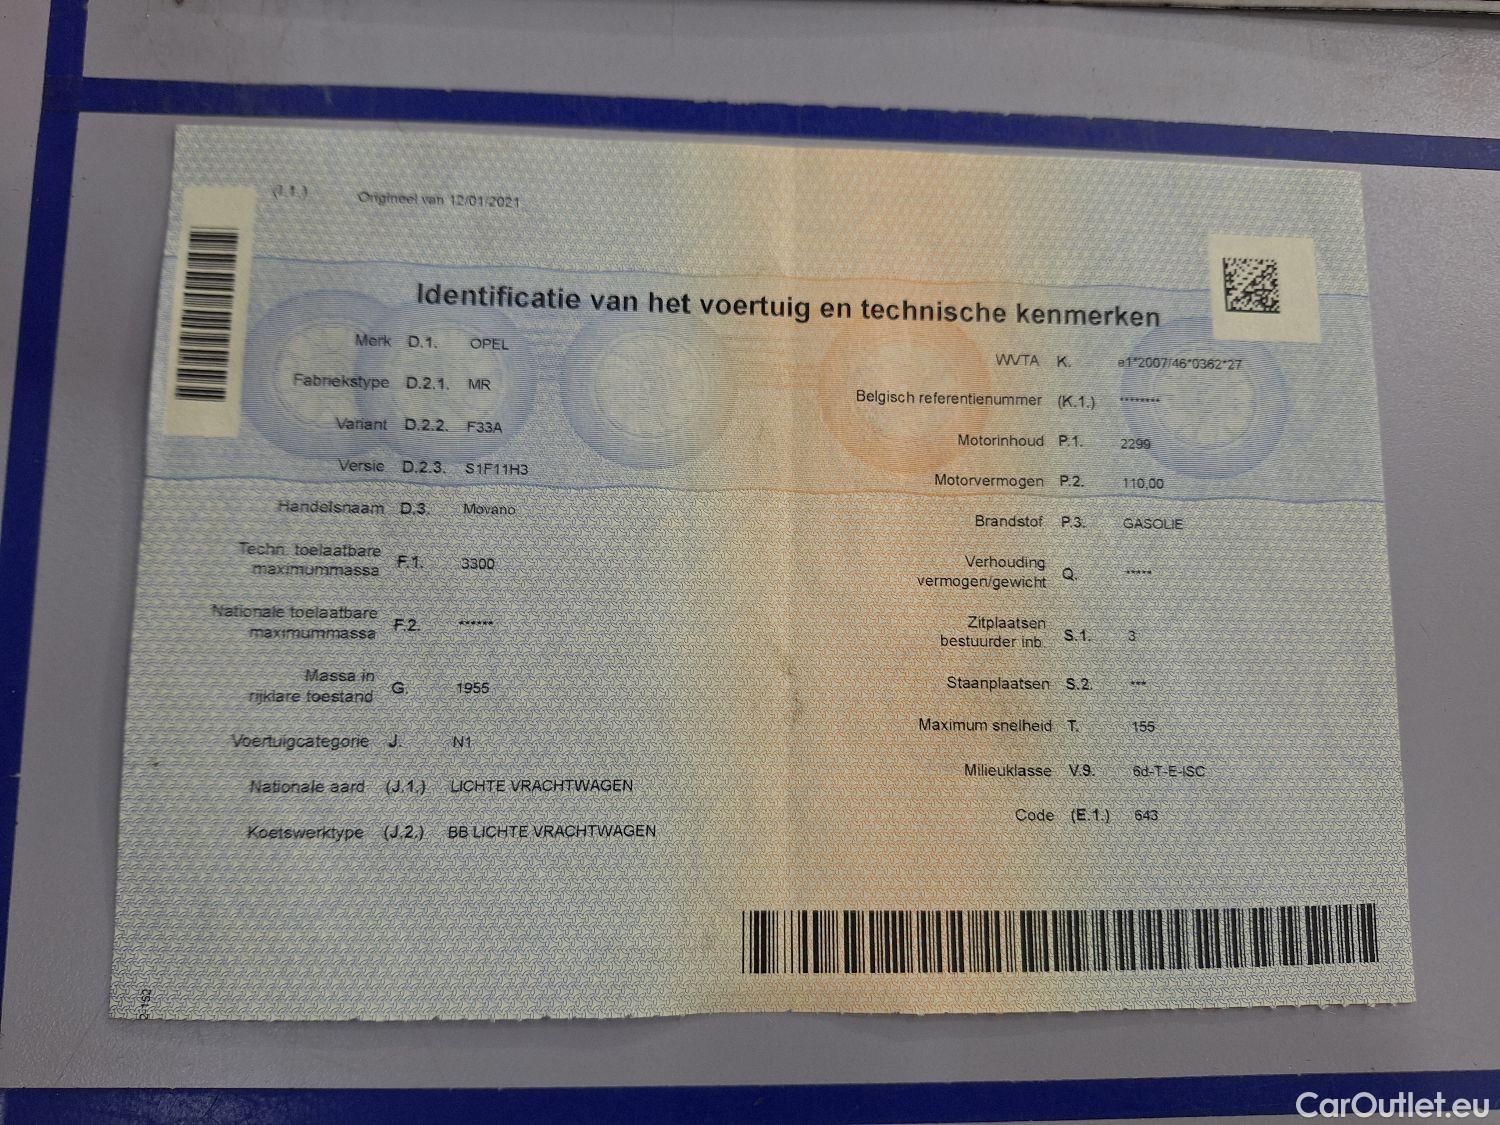 (I.1.) Origineel van 12/01/2021
Identificatie van het voertuig en technische kenmerken
Merk D.1. OPEL
Fabriekstype D.2.1. MR
Variant D.2.2. F33A
Versie D.2.3. S1F11H3
Handelsnaam D.3. Movano
Techn. toelaatbare
maximummassa F.1. 3300
Nationale toelaatbare
maximummassa F.2. ******
Massa in
rijklare toestand G. 1955
Voertuigcategorie J. N1
Nationale aard (J.1.) LICHTE VRACHTWAGEN
Koetswerktype (J.2.) BB LICHTE VRACHTWAGEN
WVTA K. e1*2007/46*0362*27
Belgisch referentienummer (K.1.) ********
Motorinhoud P.1. 2299
Motorvermogen P.2. 110,00
Brandstof P.3. GASOLIE
Verhouding
vermogen/gewicht Q. *****
Zitplaatsen
bestuurder inb. S.1. 3
Staanplaatsen S.2. ***
Maximum snelheid T. 155
Milieuklasse V.9. 6d-T-E-ISC
Code (E.1.) 643
CarOutlet.eu